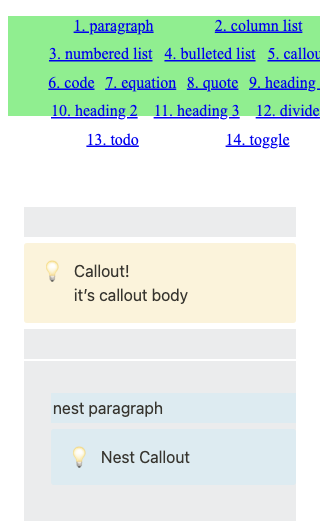 1. paragraph 2. column list
3. numbered list 4. bulleted list 5. callou
6. code 7. equation 8. quote 9. heading
10. heading 2 11. heading 3 12. divide
13. todo 14. toggle
Callout!
it’s callout body
nest paragraph
Nest Callout